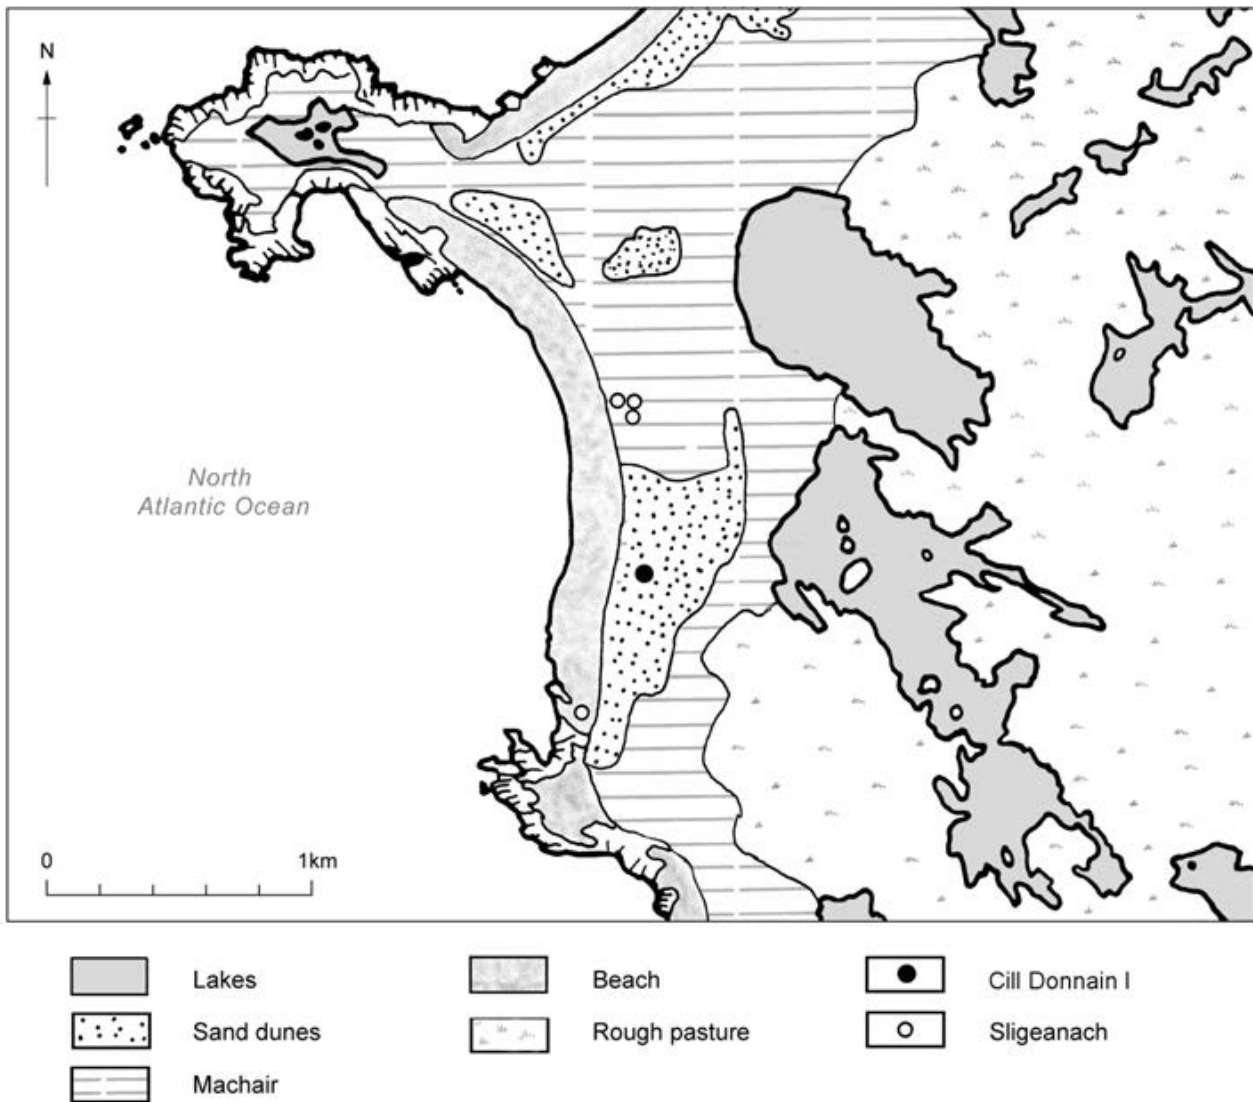 N
North
Atlantic Ocean
0 1km
Lakes Beach Cill Donnain I
Sand dunes Rough pasture Sligeanach
Machair